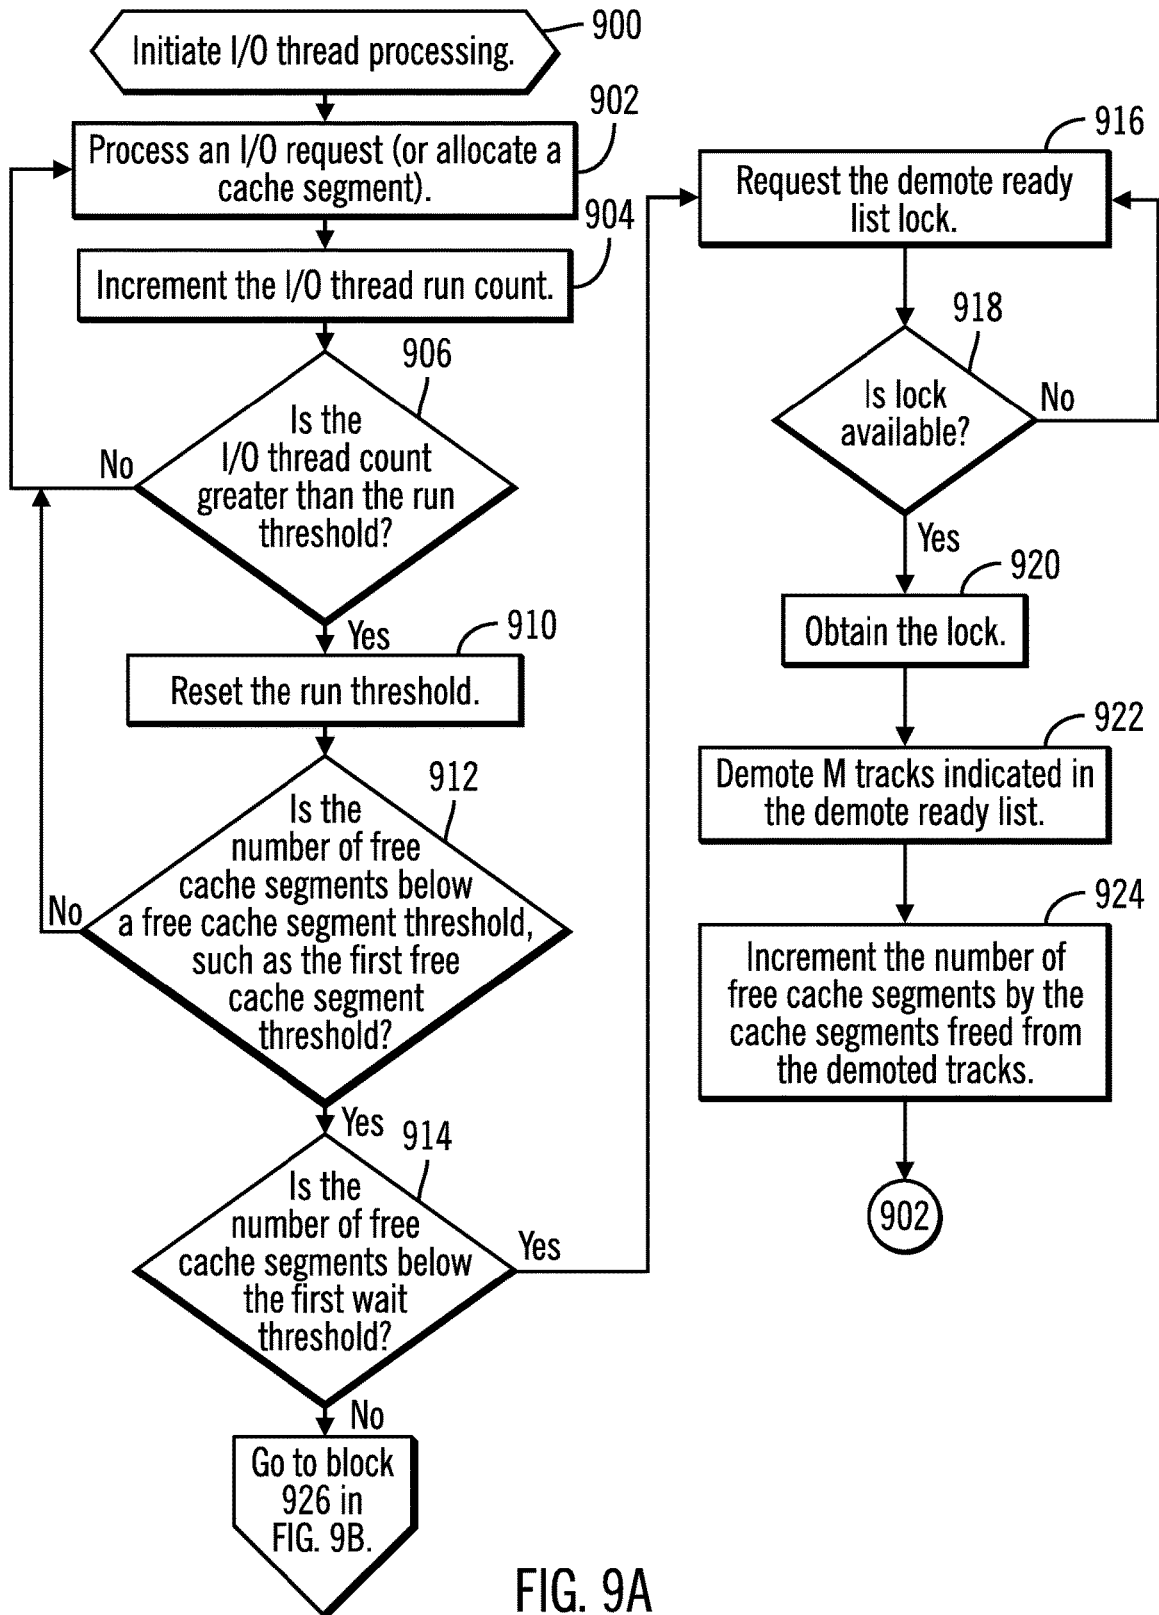 900
Initiate I/O thread processing.
902
Process an I/O request (or allocate a
cache segment).
904
Increment the I/O thread run count.
906
Is the
I/O thread count
greater than the run
threshold?
No
Yes
910
Reset the run threshold.
912
Is the
number of free
cache segments below
a free cache segment threshold,
such as the first free
cache segment
threshold?
No
Yes
914
Is the
number of free
cache segments below
the first wait
threshold?
Yes
No
Go to block
926 in
FIG. 9B.
916
Request the demote ready
list lock.
918
Is lock
available?
No
Yes
920
Obtain the lock.
922
Demote M tracks indicated in
the demote ready list.
924
Increment the number of
free cache segments by the
cache segments freed from
the demoted tracks.
902
FIG. 9A